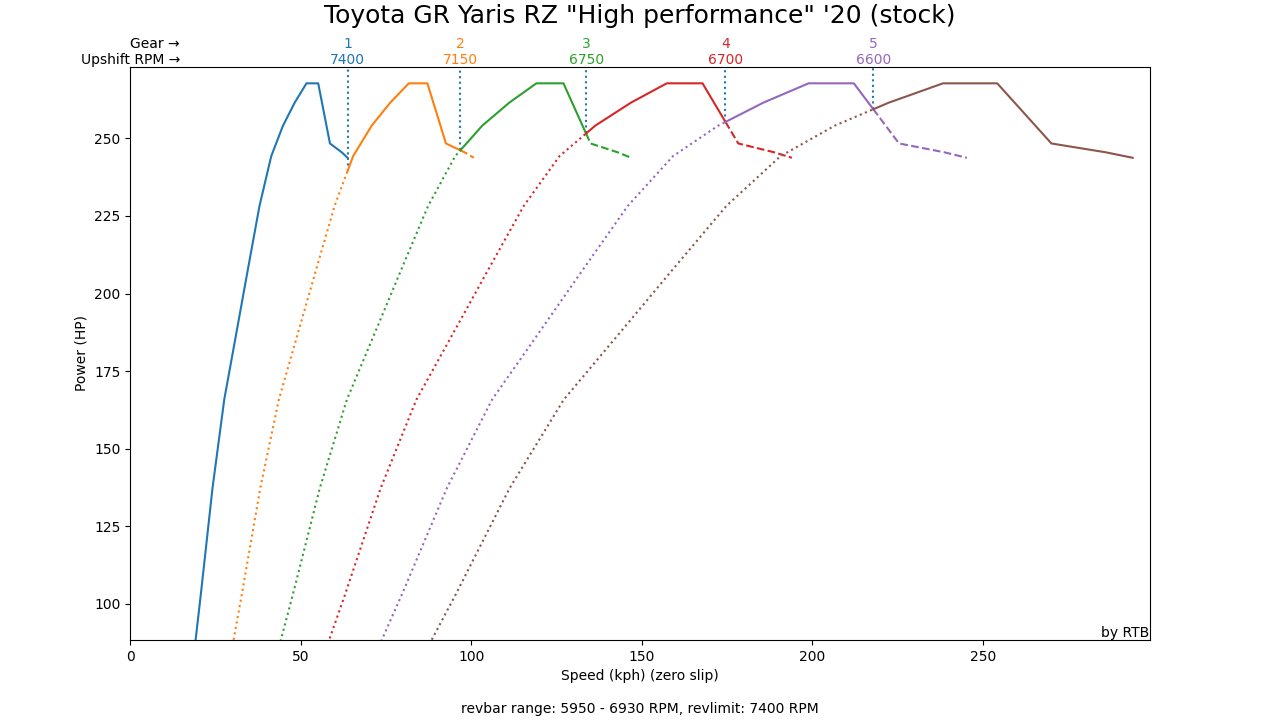 Toyota GR Yaris RZ "High performance" '20 (stock)
Gear → 1 2 3 4 5
Upshift RPM → 7400 7150 6750 6700 6600
250
225
200
175
150
125
100
Power (HP)
by RTB
0 50 100 150 200 250
Speed (kph) (zero slip)
revbar range: 5950 - 6930 RPM, revlimit: 7400 RPM